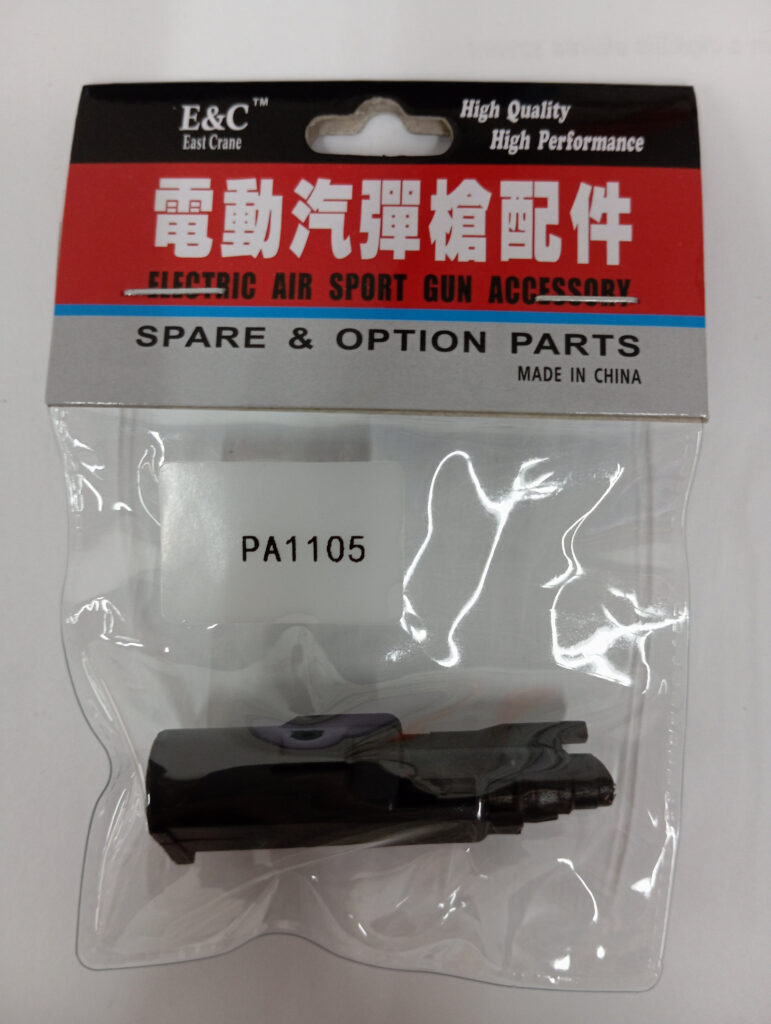 E&C™
East Crane
High Quality
High Performance
電動汽彈槍配件
ELECTRIC AIR SPORT GUN ACCESSORY
SPARE & OPTION PARTS
MADE IN CHINA
PA1105